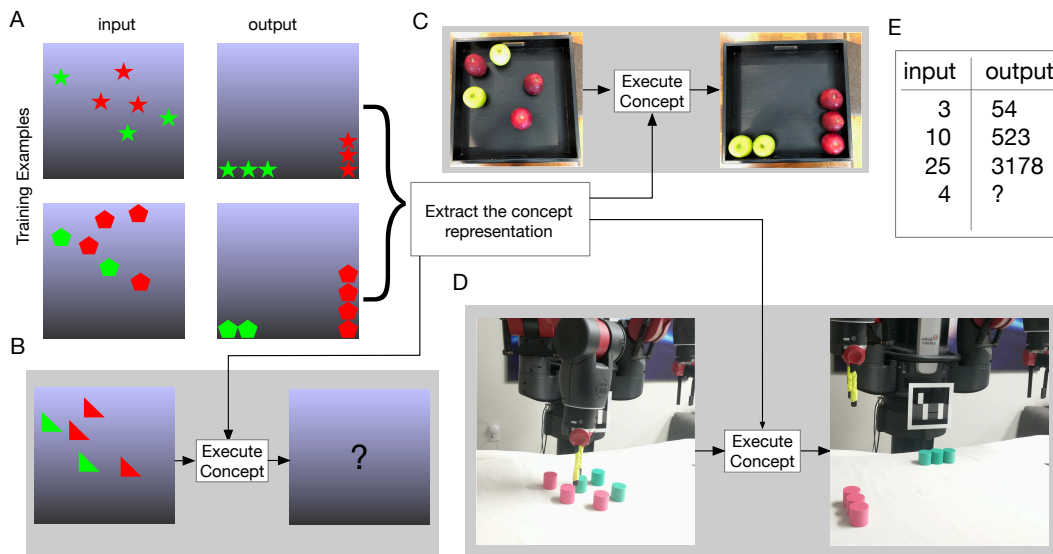 A
input
output
Training Examples
B
Execute
Concept
?
Extract the concept
representation
C
Execute
Concept
D
Execute
Concept
E
input output
3 54
10 523
25 3178
4 ?